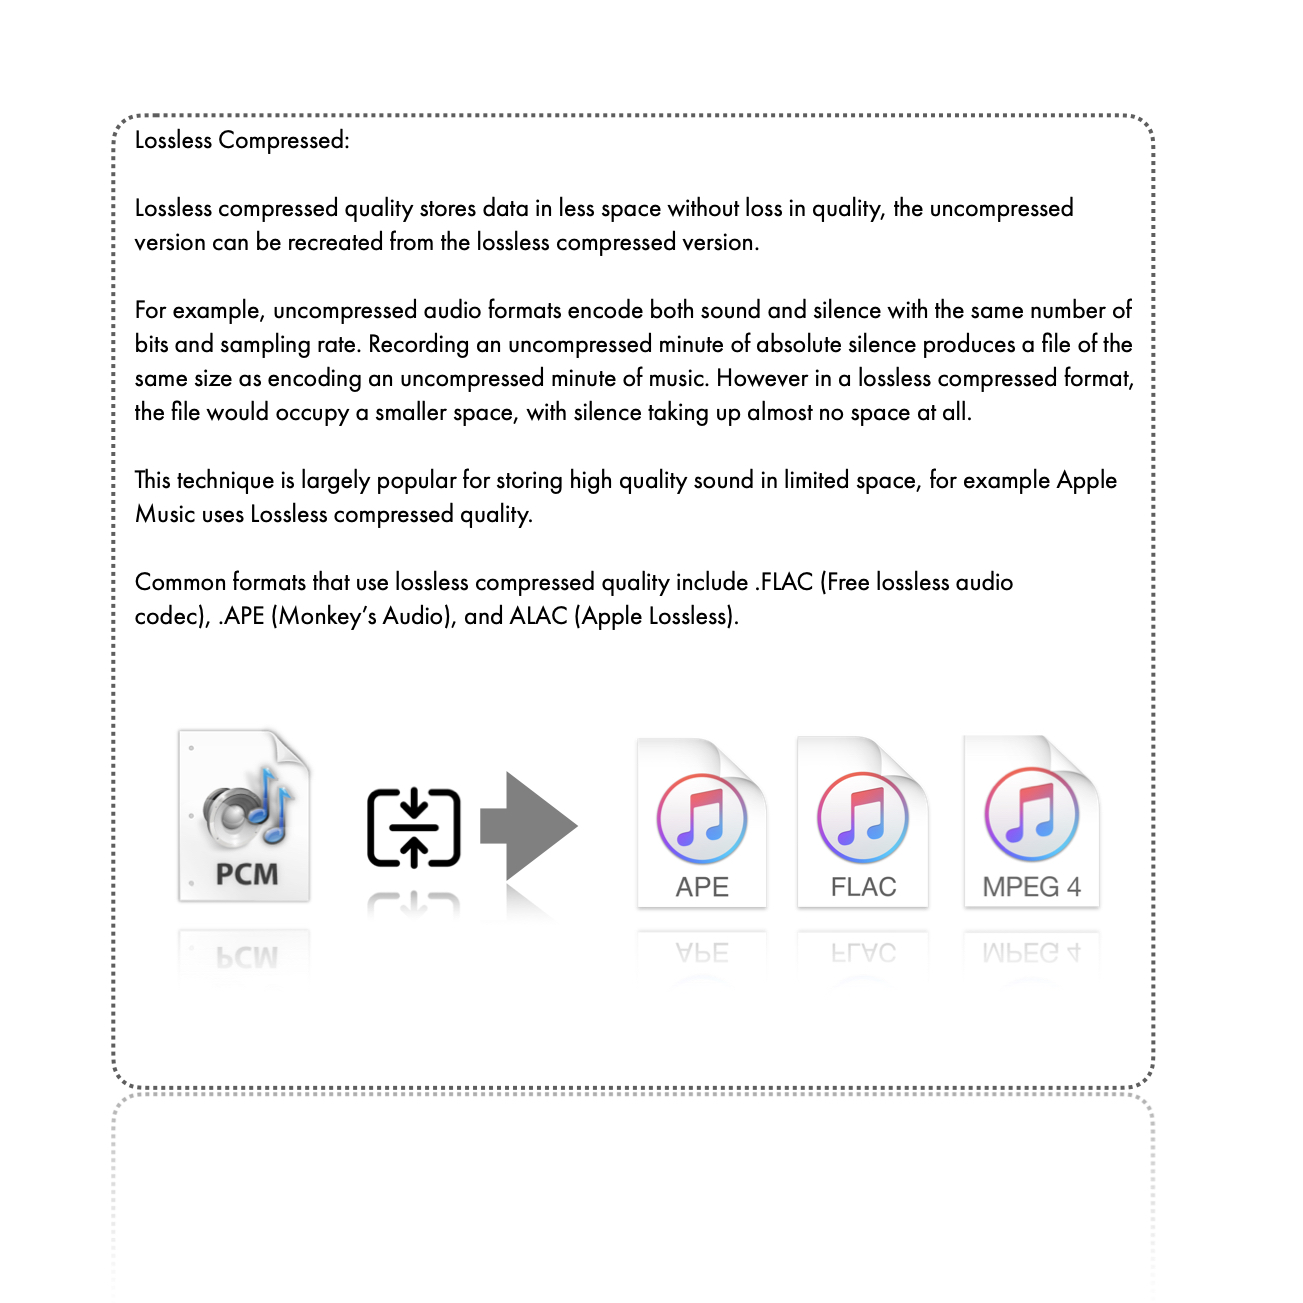 Lossless Compressed:
Lossless compressed quality stores data in less space without loss in quality, the uncompressed
version can be recreated from the lossless compressed version.
For example, uncompressed audio formats encode both sound and silence with the same number of
bits and sampling rate. Recording an uncompressed minute of absolute silence produces a file of the
same size as encoding an uncompressed minute of music. However in a lossless compressed format,
the file would occupy a smaller space, with silence taking up almost no space at all.
This technique is largely popular for storing high quality sound in limited space, for example Apple
Music uses Lossless compressed quality.
Common formats that use lossless compressed quality include .FLAC (Free lossless audio
codec), .APE (Monkey’s Audio), and ALAC (Apple Lossless).
PCM
APE
FLAC
MPEG 4